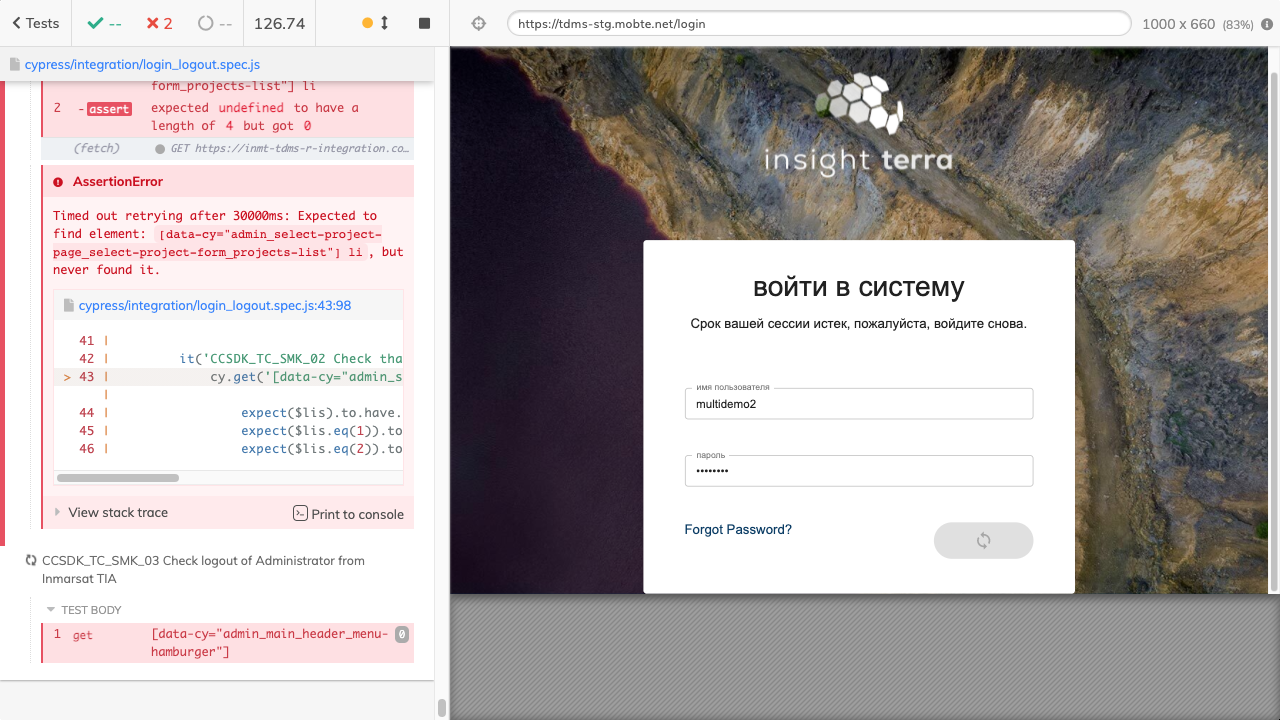 Tests
--
2
--
126.74
https://tdms-stg.mobte.net/login
1000 x 660 (83%)
cypress/integration/login_logout.spec.js
form_projects-list"] li
2 -assert expected undefined to have a
length of 4 but got 0
(fetch) GET https://inmt-tdms-r-integration.co…
AssertionError
Timed out retrying after 30000ms: Expected to
find element: [data-cy="admin_select-project-
page_select-project-form_projects-list"] li, but
never found it.
cypress/integration/login_logout.spec.js:43:98
41 |
42 | it('CCSDK_TC_SMK_02 Check tha
> 43 | cy.get('[data-cy="admin_s
|
44 | expect($lis).to.have.
45 | expect($lis.eq(1)).to
46 | expect($lis.eq(2)).to
View stack trace
Print to console
CCSDK_TC_SMK_03 Check logout of Administrator from
Inmarsat TIA
TEST BODY
1 get [data-cy="admin_main_header_menu- 0
hamburger"]
insight terra
войти в систему
Срок вашей сессии истек, пожалуйста, войдите снова.
имя пользователя
multidemo2
пароль
••••••••
Forgot Password?